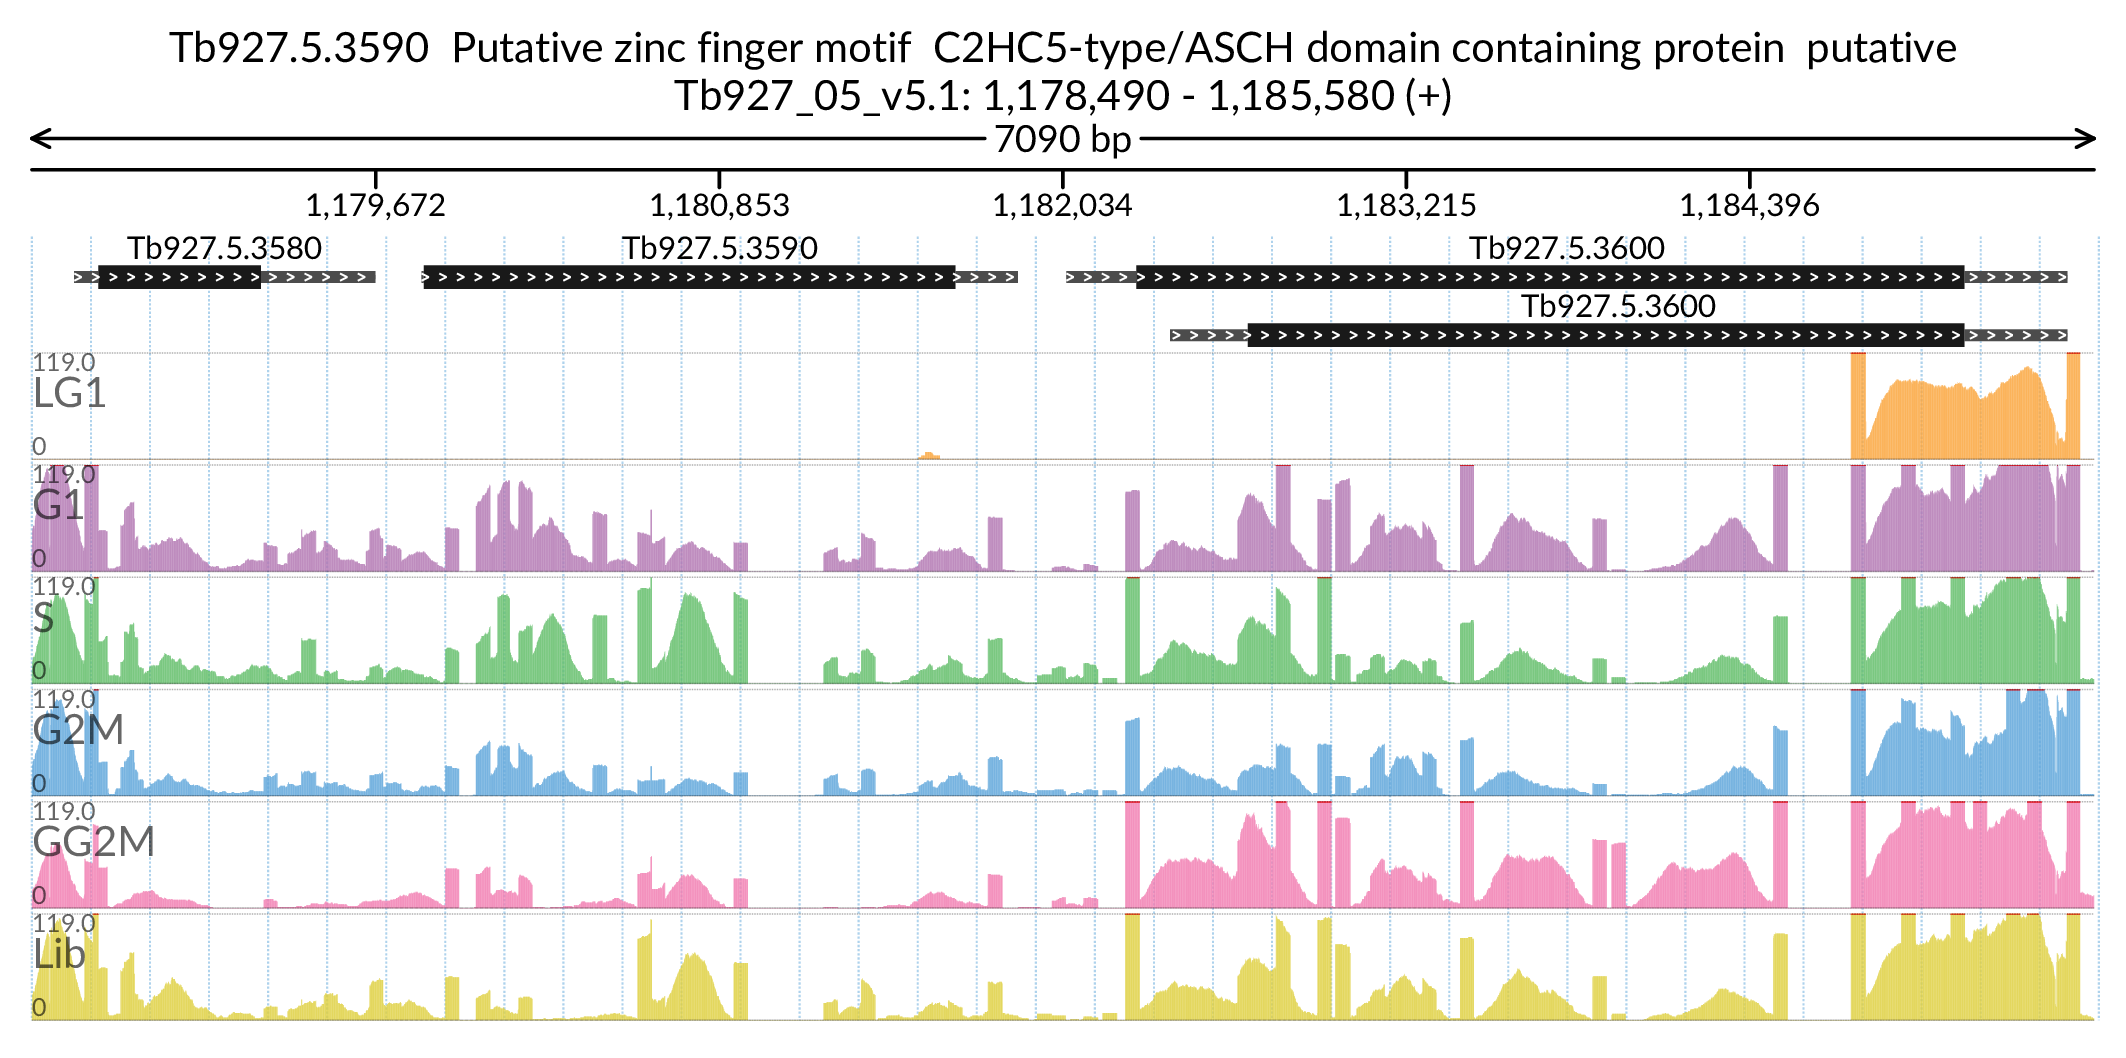 Tb927.5.3590  Putative zinc finger motif  C2HC5-type/ASCH domain containing protein  putative
Tb927_05_v5.1: 1,178,490 - 1,185,580 (+)
7090 bp
1,179,672 1,180,853 1,182,034 1,183,215 1,184,396
Tb927.5.3580 Tb927.5.3590 Tb927.5.3600
Tb927.5.3600
119.0
LG1
0
119.0
G1
0
119.0
S
0
119.0
G2M
0
119.0
GG2M
0
119.0
Lib
0